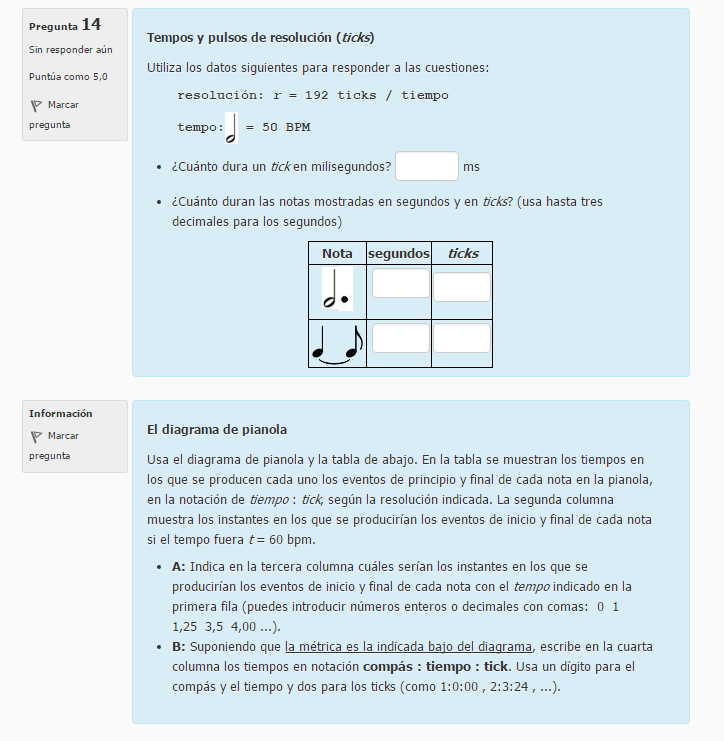 Pregunta 14
Sin responder aún
Puntúa como 5,0
Marcar
pregunta
Tempos y pulsos de resolución (ticks)
Utiliza los datos siguientes para responder a las cuestiones:
resolución: r = 192 ticks / tiempo
tempo: = 50 BPM
¿Cuánto dura un tick en milisegundos? ms
¿Cuánto duran las notas mostradas en segundos y en ticks? (usa hasta tres
decimales para los segundos)
Nota segundos ticks
Información
Marcar
pregunta
El diagrama de pianola
Usa el diagrama de pianola y la tabla de abajo. En la tabla se muestran los tiempos en
los que se producen cada uno los eventos de principio y final de cada nota en la pianola,
en la notación de tiempo : tick, según la resolución indicada. La segunda columna
muestra los instantes en los que se producirían los eventos de inicio y final de cada nota
si el tempo fuera t = 60 bpm.
A: Indica en la tercera columna cuáles serían los instantes en los que se
producirían los eventos de inicio y final de cada nota con el tempo indicado en la
primera fila (puedes introducir números enteros o decimales con comas: 0 1
1,25 3,5 4,00 ...).
B: Suponiendo que la métrica es la indicada bajo del diagrama, escribe en la cuarta
columna los tiempos en notación compás : tiempo : tick. Usa un dígito para el
compás y el tiempo y dos para los ticks (como 1:0:00 , 2:3:24 , ...).